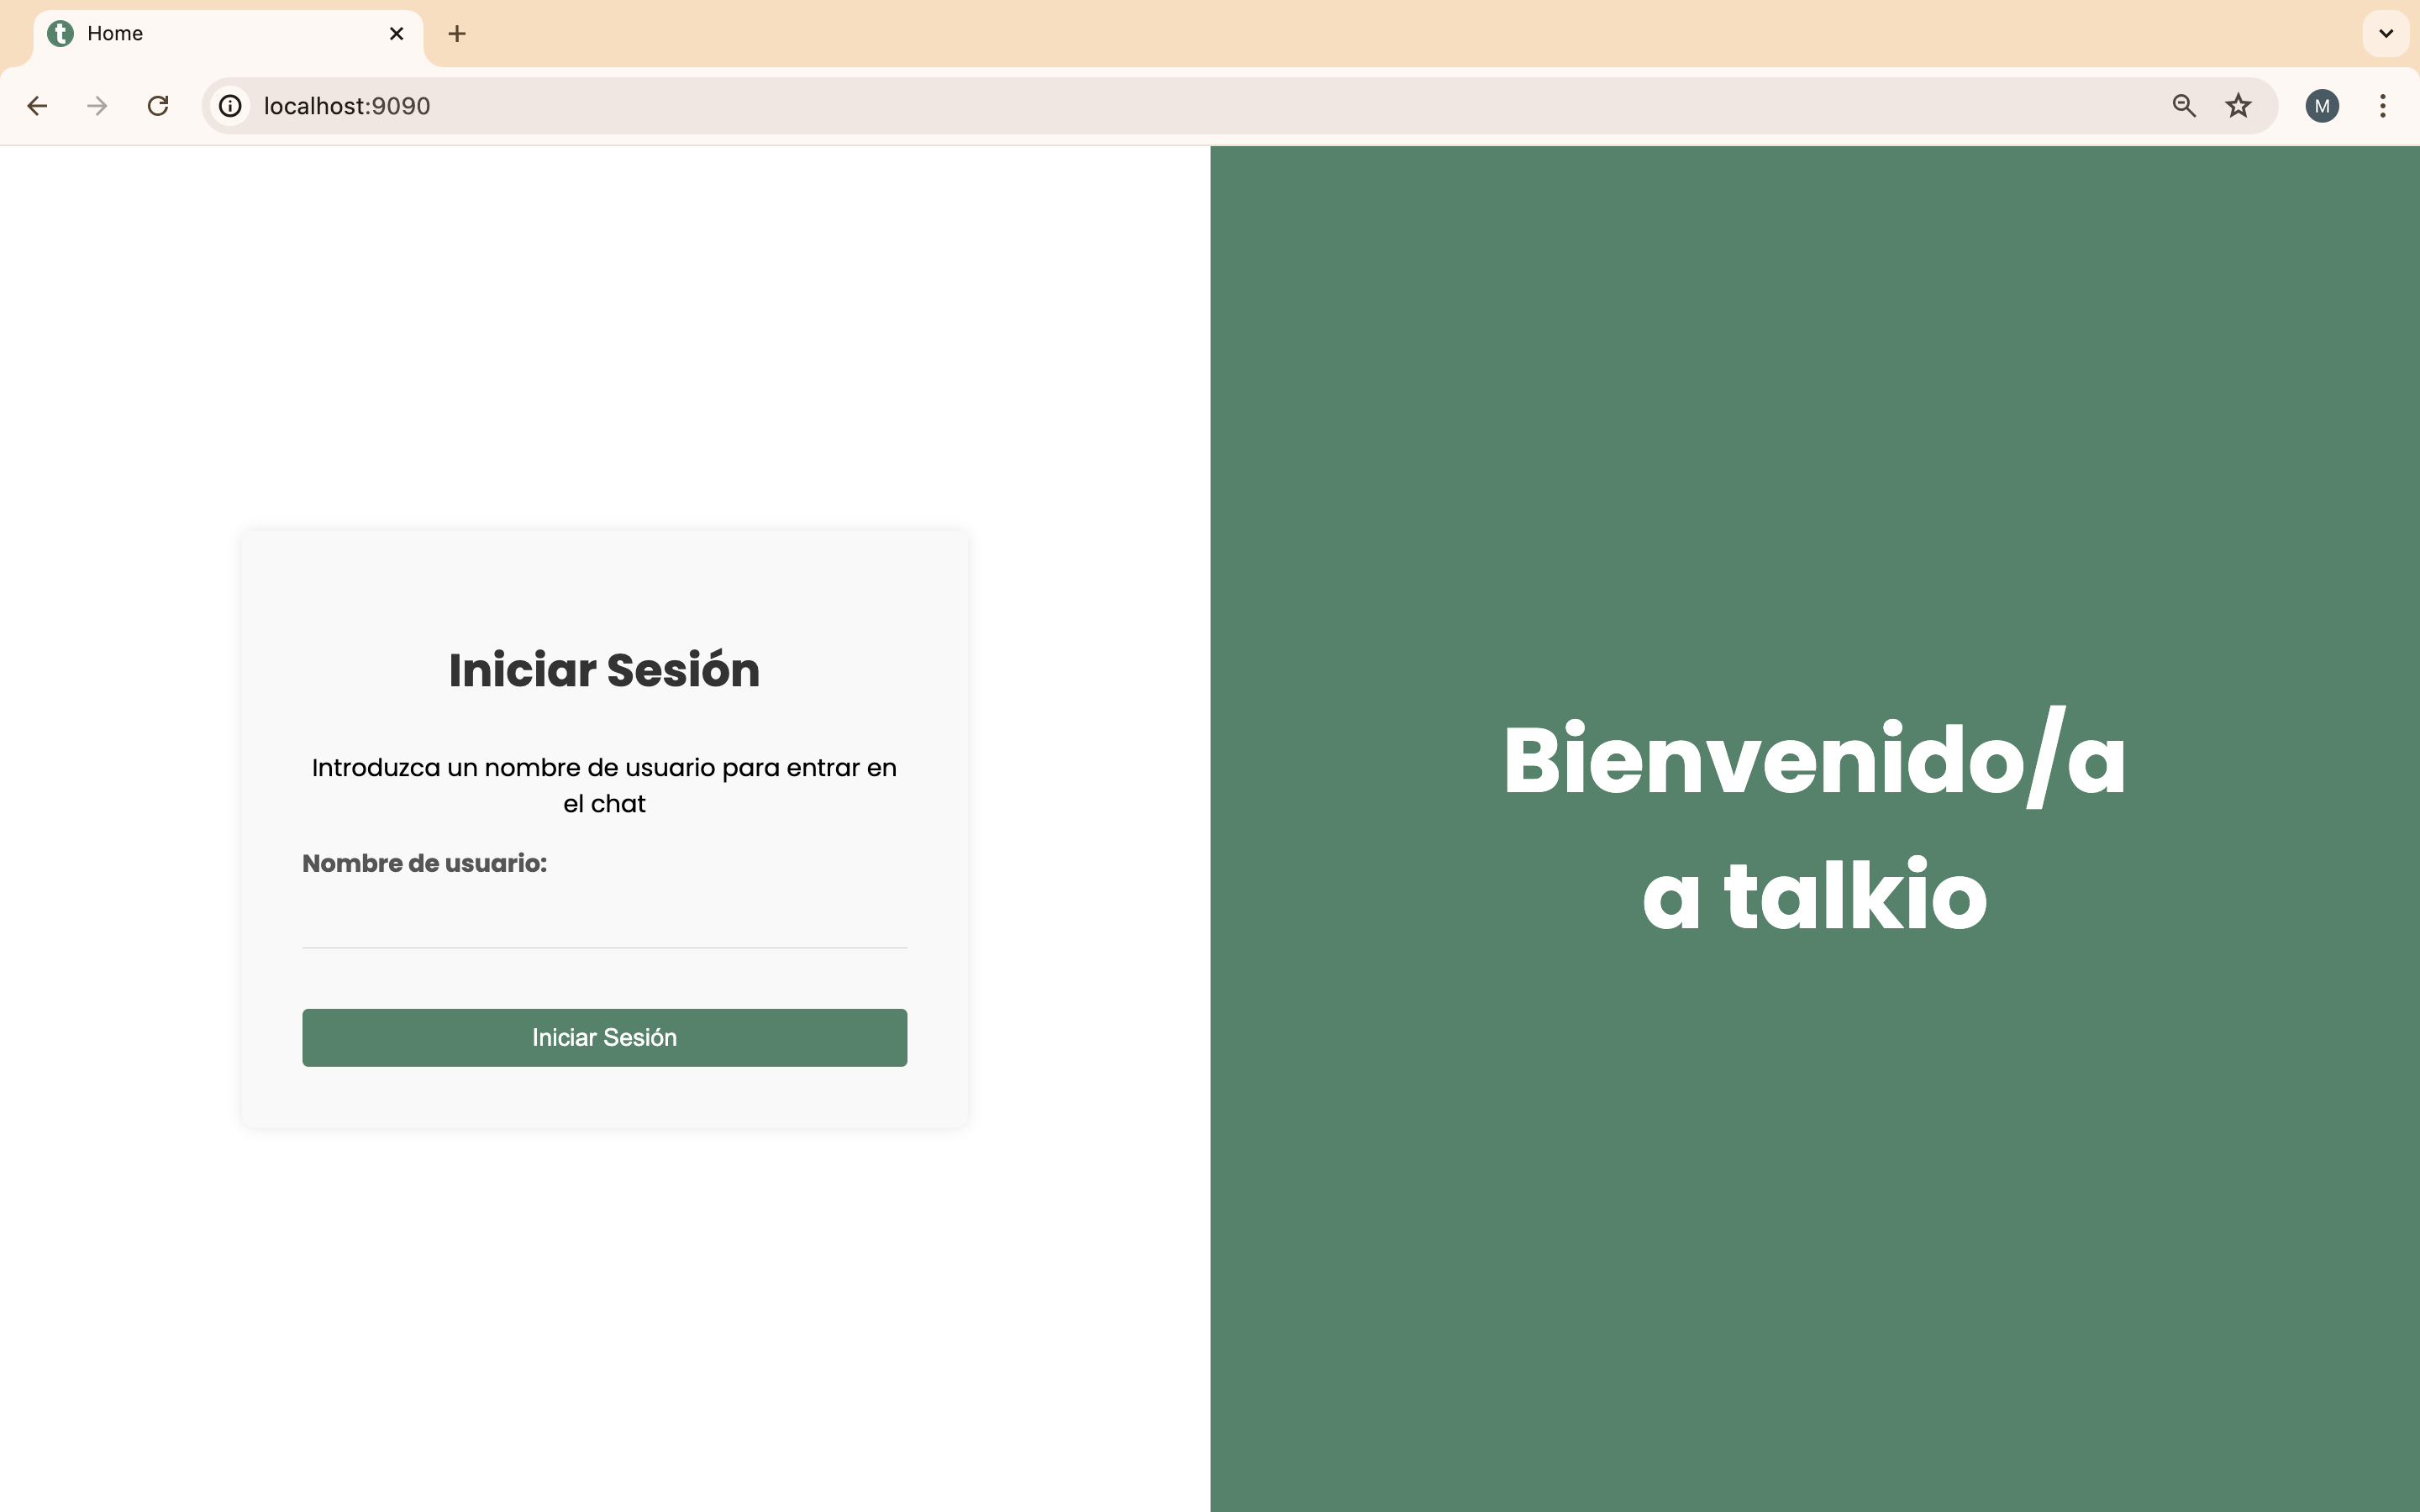 t Home
localhost:9090
M
Iniciar Sesión
Introduzca un nombre de usuario para entrar en
el chat
Nombre de usuario:
Iniciar Sesión
Bienvenido/a
a talkio